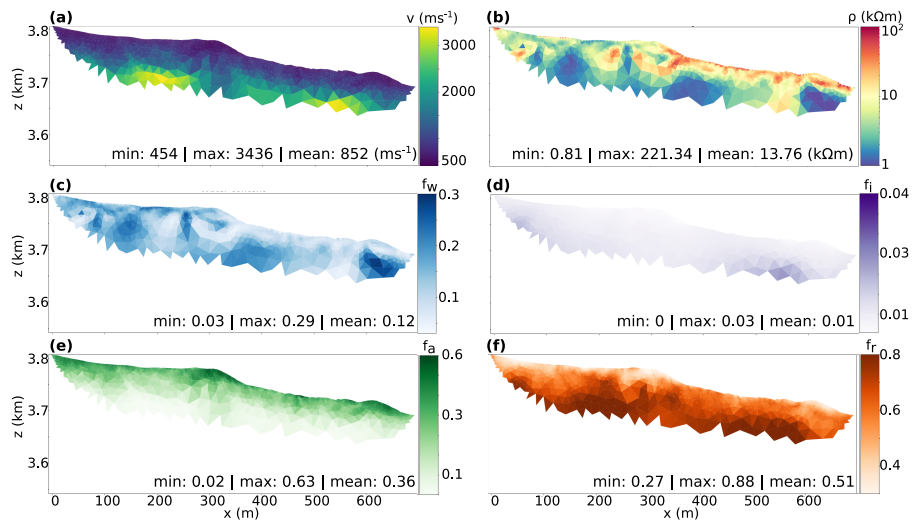 (a)
v (ms⁻¹)
3.8
3.7
3.6
z (km)
3000
2000
500
min: 454 | max: 3436 | mean: 852 (ms⁻¹)
(b)
ρ (kΩm)
10²
10
1
min: 0.81 | max: 221.34 | mean: 13.76 (kΩm)
(c)
f_w
3.8
3.7
3.6
z (km)
0.3
0.2
0.1
min: 0.03 | max: 0.29 | mean: 0.12
(d)
f_i
0.04
0.03
0.01
min: 0 | max: 0.03 | mean: 0.01
(e)
f_a
3.8
3.7
3.6
z (km)
0.6
0.3
0.1
min: 0.02 | max: 0.63 | mean: 0.36
0 100 200 300 400 500 600
x (m)
(f)
f_r
0.8
0.6
0.4
min: 0.27 | max: 0.88 | mean: 0.51
0 100 200 300 400 500 600
x (m)